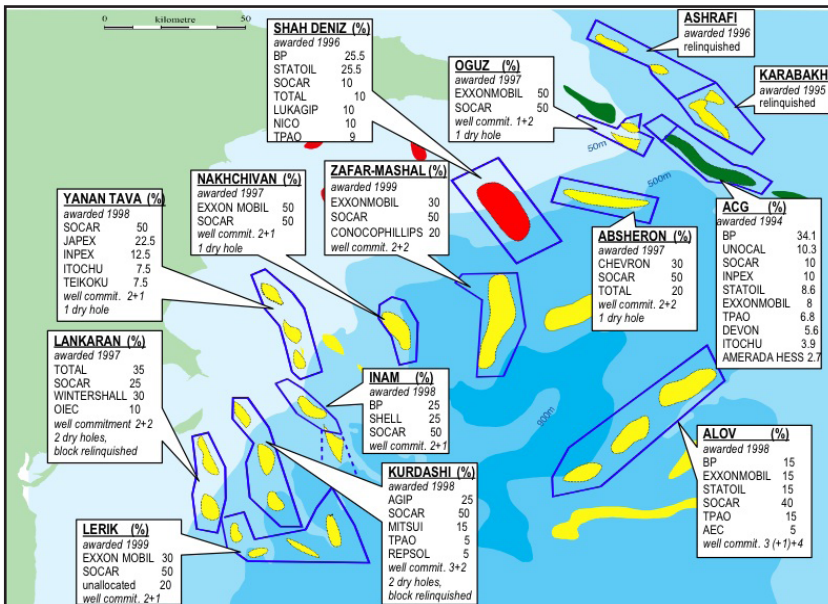 0 kilometre 50
SHAH DENIZ (%)
awarded 1996
BP 25.5
STATOIL 25.5
SOCAR 10
TOTAL 10
LUKAGIP 10
NICO 10
TPAO 9
OGUZ (%)
awarded 1997
EXXONMOBIL 50
SOCAR 50
well commit. 1+2
1 dry hole
ASHRAFI
awarded 1996
relinquished
KARABAKH
awarded 1995
relinquished
50m
500m
NAKHCHIVAN (%)
awarded 1997
EXXON MOBIL 50
SOCAR 50
well commit. 2+1
1 dry hole
ZAFAR-MASHAL (%)
awarded 1999
EXXONMOBIL 30
SOCAR 50
CONOCOPHILLIPS 20
well commit. 2+2
YANAN TAVA (%)
awarded 1998
SOCAR 50
JAPEX 22.5
INPEX 12.5
ITOCHU 7.5
TEIKOKU 7.5
well commit. 2+1
1 dry hole
ABSHERON (%)
awarded 1997
CHEVRON 30
SOCAR 50
TOTAL 20
well commit. 2+2
1 dry hole
ACG (%)
awarded 1994
BP 34.1
UNOCAL 10.3
SOCAR 10
INPEX 10
STATOIL 8.6
EXXONMOBIL 8
TPAO 6.8
DEVON 5.6
ITOCHU 3.9
AMERADA HESS 2.7
LANKARAN (%)
awarded 1997
TOTAL 35
SOCAR 25
WINTERSHALL 30
OIEC 10
well commitment 2+2
2 dry holes,
block relinquished
INAM (%)
awarded 1998
BP 25
SHELL 25
SOCAR 50
well commit. 2+1
900m
ALOV (%)
awarded 1998
BP 15
EXXONMOBIL 15
STATOIL 15
SOCAR 40
TPAO 15
AEC 5
well commit. 3 (+1)+4
KURDASHI (%)
awarded 1998
AGIP 25
SOCAR 50
MITSUI 15
TPAO 5
REPSOL 5
well commit. 3+2
2 dry holes,
block relinquished
LERIK (%)
awarded 1999
EXXON MOBIL 30
SOCAR 50
unallocated 20
well commit. 2+1